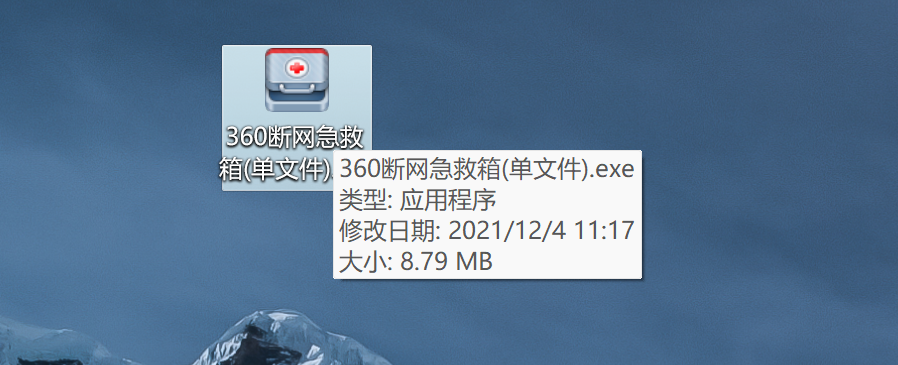 360断网急救
箱(单文件).
360断网急救箱(单文件).exe
类型: 应用程序
修改日期: 2021/12/4 11:17
大小: 8.79 MB